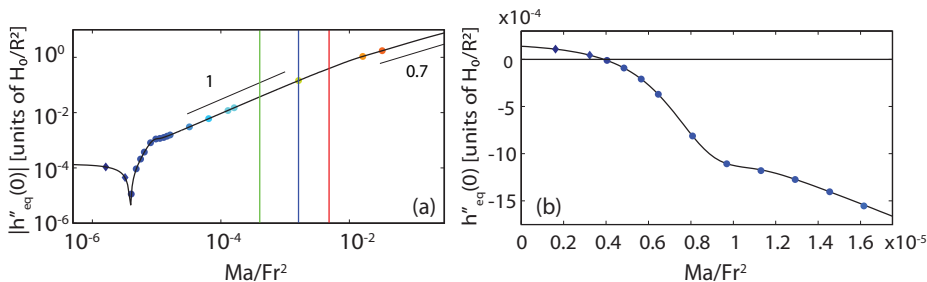 |h″eq(0)| [units of H₀/R²]
10⁰
10⁻²
10⁻⁴
10⁻⁶
1
0.7
(a)
10⁻⁶ 10⁻⁴ 10⁻²
Ma/Fr²
x10⁻⁴
h″eq(0) [units of H₀/R²]
0
-5
-10
-15
(b)
0 0.2 0.4 0.6 0.8 1 1.2 1.4 1.6 x10⁻⁵
Ma/Fr²